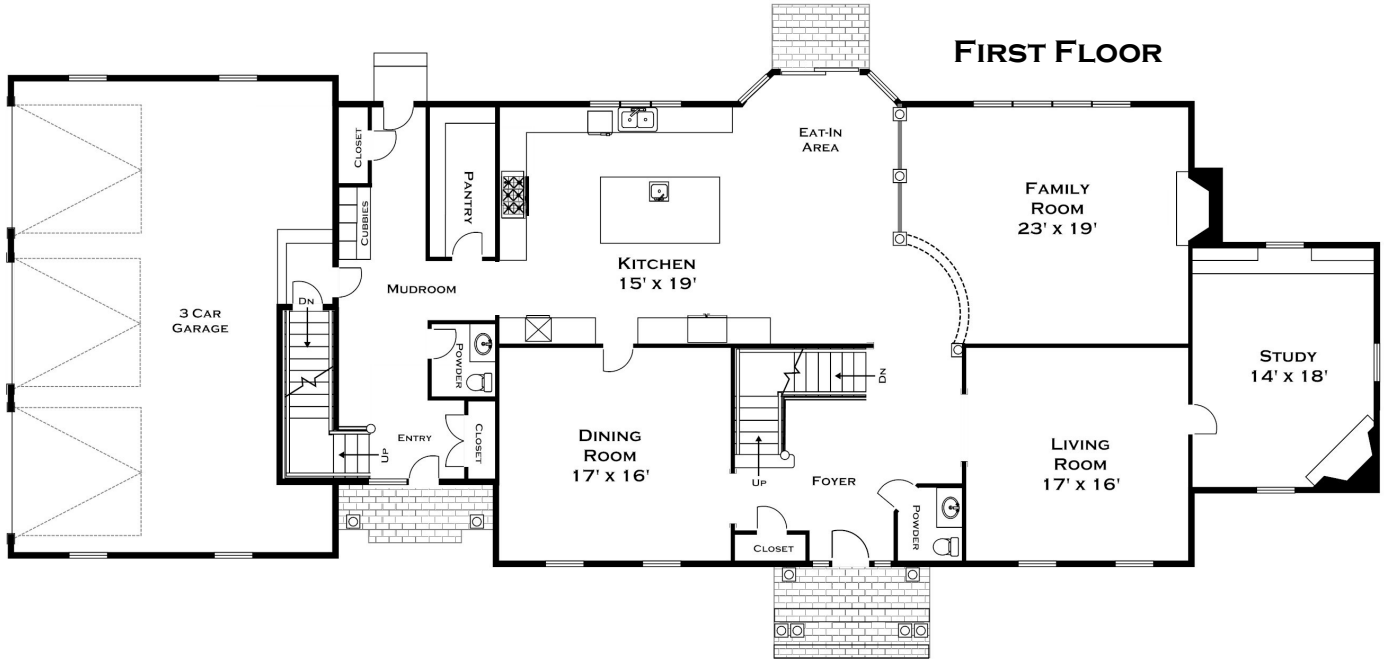 FIRST FLOOR
EAT-IN
AREA
CLOSET
PANTRY
CUBBIES
FAMILY
ROOM
23' x 19'
KITCHEN
15' x 19'
MUDROOM
DN
3 CAR
GARAGE
POWDER
STUDY
14' x 18'
DN
ENTRY
UP
CLOSET
DINING
ROOM
17' x 16'
UP
FOYER
LIVING
ROOM
17' x 16'
POWDER
CLOSET